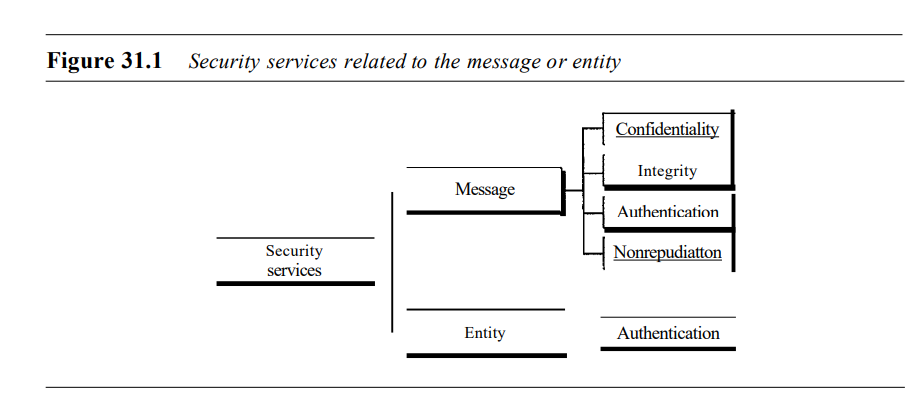 Figure 31.1 Security services related to the message or entity
Confidentiality
Integrity
Message
Authentication
Security
services
Nonrepudiatton
Entity
Authentication